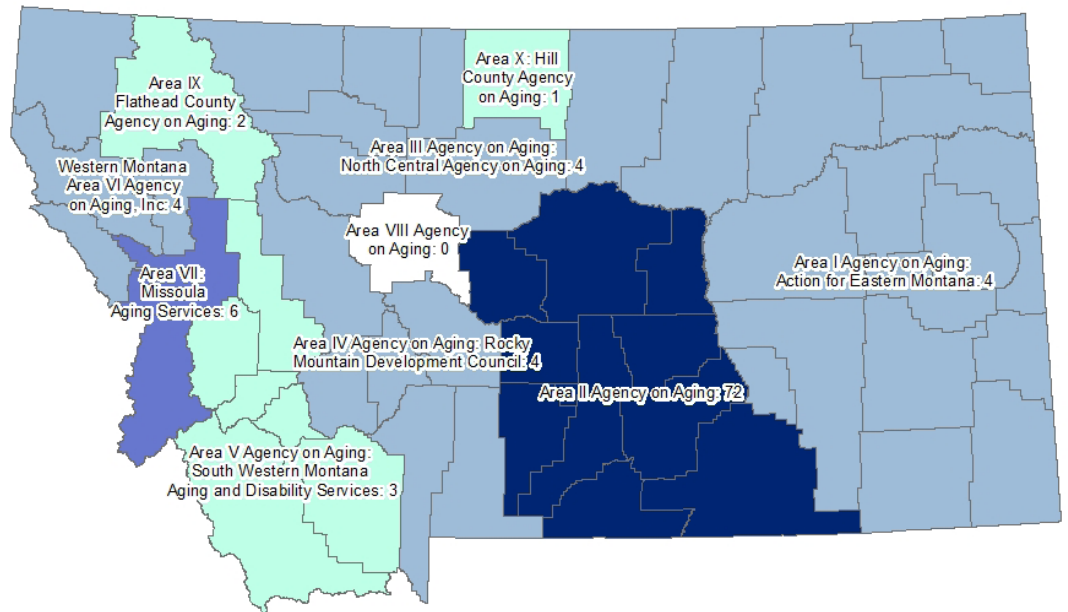 Area X: Hill
County Agency
on Aging: 1
Area IX
Flathead County
Agency on Aging: 2
Area III Agency on Aging:
North Central Agency on Aging: 4
Western Montana
Area VI Agency
on Aging, Inc: 4
Area VIII Agency
on Aging: 0
Area I Agency on Aging:
Action for Eastern Montana: 4
Area VII:
Missoula
Aging Services: 6
Area IV Agency on Aging: Rocky
Mountain Development Council: 4
Area II Agency on Aging: 72
Area V Agency on Aging:
South Western Montana
Aging and Disability Services: 3